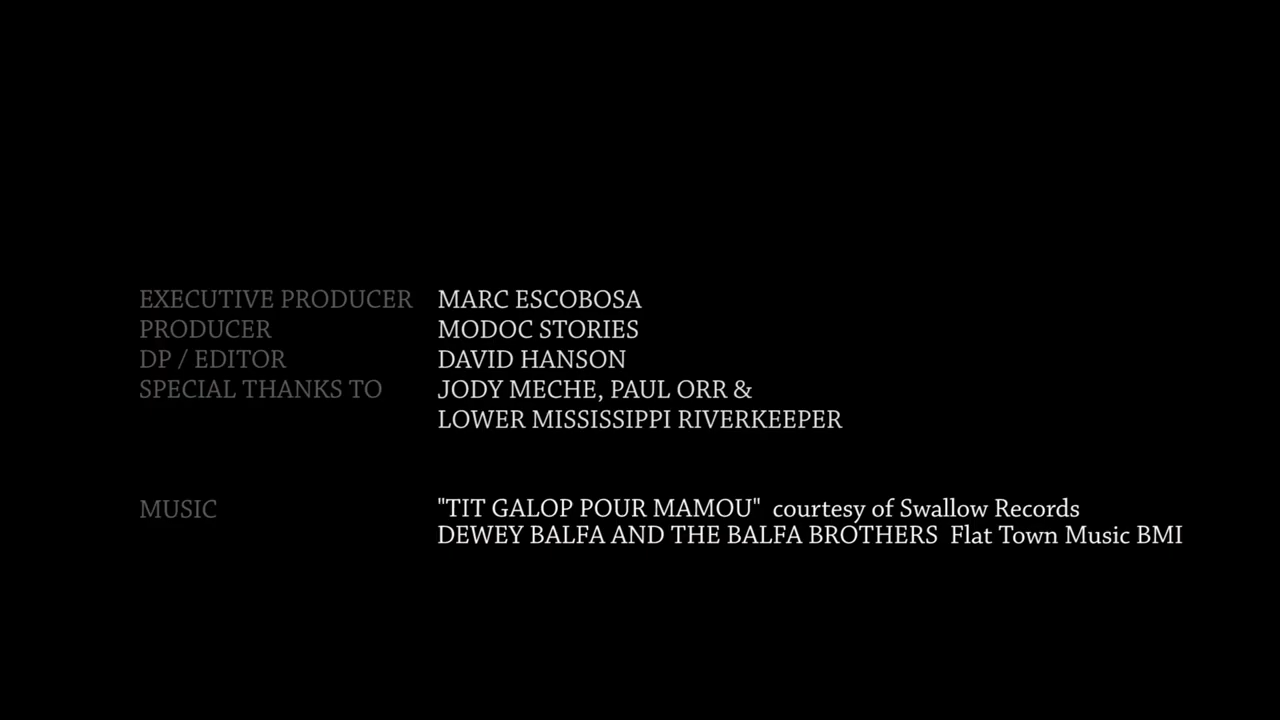 EXECUTIVE PRODUCER MARC ESCOBOSA
PRODUCER MODOC STORIES
DP / EDITOR DAVID HANSON
SPECIAL THANKS TO JODY MECHE, PAUL ORR &
LOWER MISSISSIPPI RIVERKEEPER
MUSIC "TIT GALOP POUR MAMOU" courtesy of Swallow Records
DEWEY BALFA AND THE BALFA BROTHERS Flat Town Music BMI